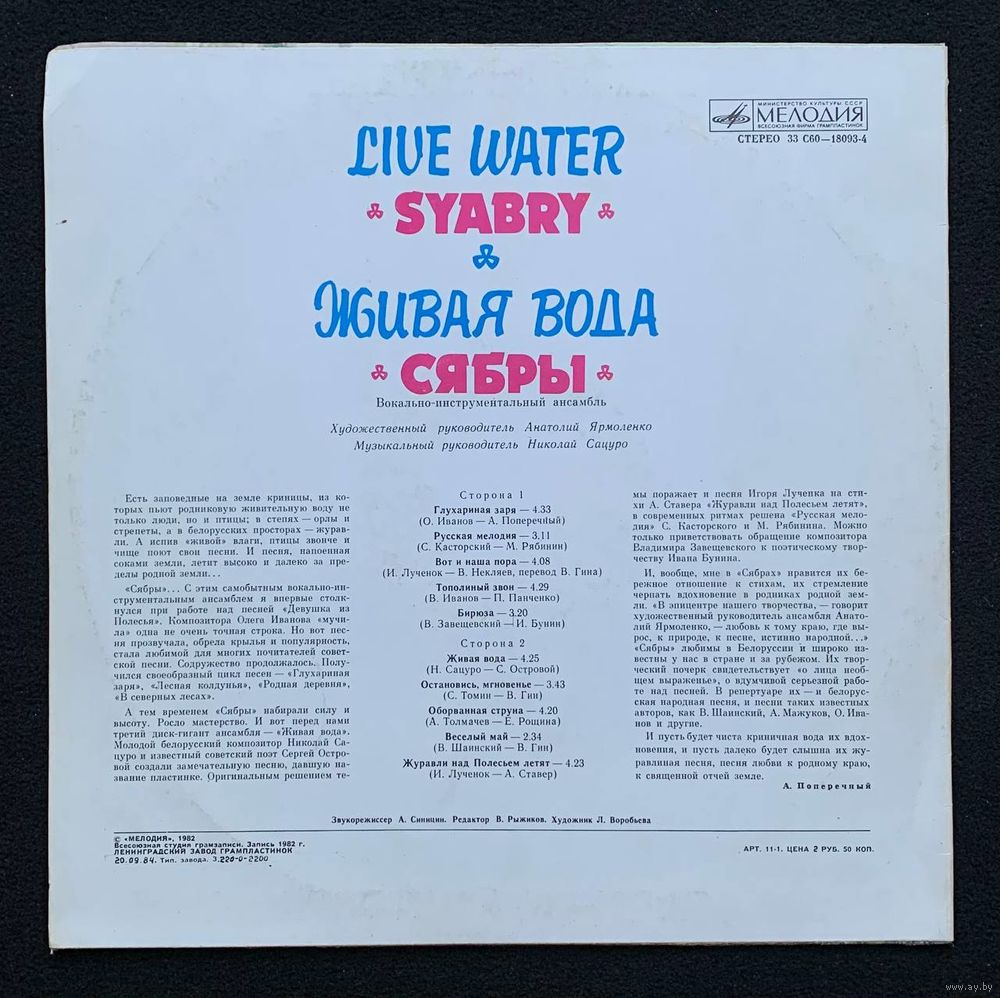 МИНИСТЕРСТВО КУЛЬТУРЫ СССР
МЕЛОДИЯ
ВСЕСОЮЗНАЯ ФИРМА ГРАМПЛАСТИНОК
СТЕРЕО 33 С60—18093-4
LIVE WATER
SYABRY
ЖИВАЯ ВОДА
СЯБРЫ
Вокально-инструментальный ансамбль
Художественный руководитель Анатолий Ярмоленко
Музыкальный руководитель Николай Сацуро
Есть заповедные на земле криницы, из ко-
торых пьют родниковую живительную воду не
только люди, но и птицы; в степях — орлы и
стрепеты, а в белорусских просторах — журав-
ли. А испив «живой» влаги, птицы звонче и
чище поют свои песни. И песня, напоенная
соками земли, летит высоко и далеко за пре-
делы родной земли...
«Сябры»... С этим самобытным вокально-ин-
струментальным ансамблем я впервые столк-
нулся при работе над песней «Девушка из
Полесья». Композитора Олега Иванова «мучи-
ла» одна не очень точная строка. Но вот пес-
ня прозвучала, обрела крылья и популярность,
стала любимой для многих почитателей совет-
ской песни. Содружество продолжалось. Полу-
чился своеобразный цикл песен — «Глухариная
заря», «Лесная колдунья», «Родная деревня»,
«В северных лесах».
А тем временем «Сябры» набирали силу и
высоту. Росло мастерство. И вот перед нами
третий диск-гигант ансамбля — «Живая вода».
Молодой белорусский композитор Николай Са-
цуро и известный советский поэт Сергей Остро-
вой создали замечательную песню, давшую на-
звание пластинке. Оригинальным решением те-
Сторона 1
Глухариная заря — 4.33
(О. Иванов — А. Поперечный)
Русская мелодия — 3.11
(С. Касторский — М. Рябинин)
Вот и наша пора — 4.08
(И. Лученок — В. Некляев, перевод В. Гина)
Тополиный звон — 4.29
(В. Иванов — П. Панченко)
Бирюза — 3.20
(В. Завешевский — И. Бунин)
Сторона 2
Живая вода — 4.25
(Н. Сацуро — С. Островой)
Остановись, мгновенье — 3.43
(С. Томин — В. Гин)
Оборванная струна — 4.20
(А. Толмачев — Е. Рощина)
Веселый май — 2.34
(В. Шаинский — В. Гин)
Журавли над Полесьем летят — 4.23
(И. Лученок — А. Ставер)
мы поражает и песня Игоря Лученка на сти-
хи А. Ставера «Журавли над Полесьем летят»,
в современных ритмах решена «Русская мело-
дия» С. Касторского и М. Рябинина. Можно
только приветствовать обращение композитора
Владимира Завешевского к поэтическому твор-
честву Ивана Бунина.
И, вообще, мне в «Сябрах» нравится их бе-
режное отношение к стихам, их стремление
черпать вдохновение в родниках родной зем-
ли. «В эпицентре нашего творчества, — говорит
художественный руководитель ансамбля Анато-
лий Ярмоленко, — любовь к тому краю, где вы-
рос, к природе, к песне, истинно народной...»
«Сябры» любимы в Белоруссии и широко из-
вестны у нас в стране и за рубежом. Их твор-
ческий почерк свидетельствует «о лица необ-
щем выраженье», о вдумчивой серьезной рабо-
те над песней. В репертуаре их — и белорус-
ская народная песня, и песни таких известных
авторов, как В. Шаинский, А. Мажуков, О. Ива-
нов и другие.
И пусть будет чиста криничная вода их вдох-
новения, и пусть далеко будет слышна их жу-
равлиная песня, песня любви к родному краю,
к священной отчей земле.
А. Поперечный
Звукорежиссер А. Синицин. Редактор В. Рыжиков. Художник Л. Воробьева
© «МЕЛОДИЯ», 1982
Всесоюзная студия грамзаписи. Запись 1982 г.
ЛЕНИНГРАДСКИЙ ЗАВОД ГРАМПЛАСТИНОК
20.09.84. Тип. завода. З.220-0-2200
АРТ. 11-1. ЦЕНА 2 РУБ. 50 КОП.
www.ay.by